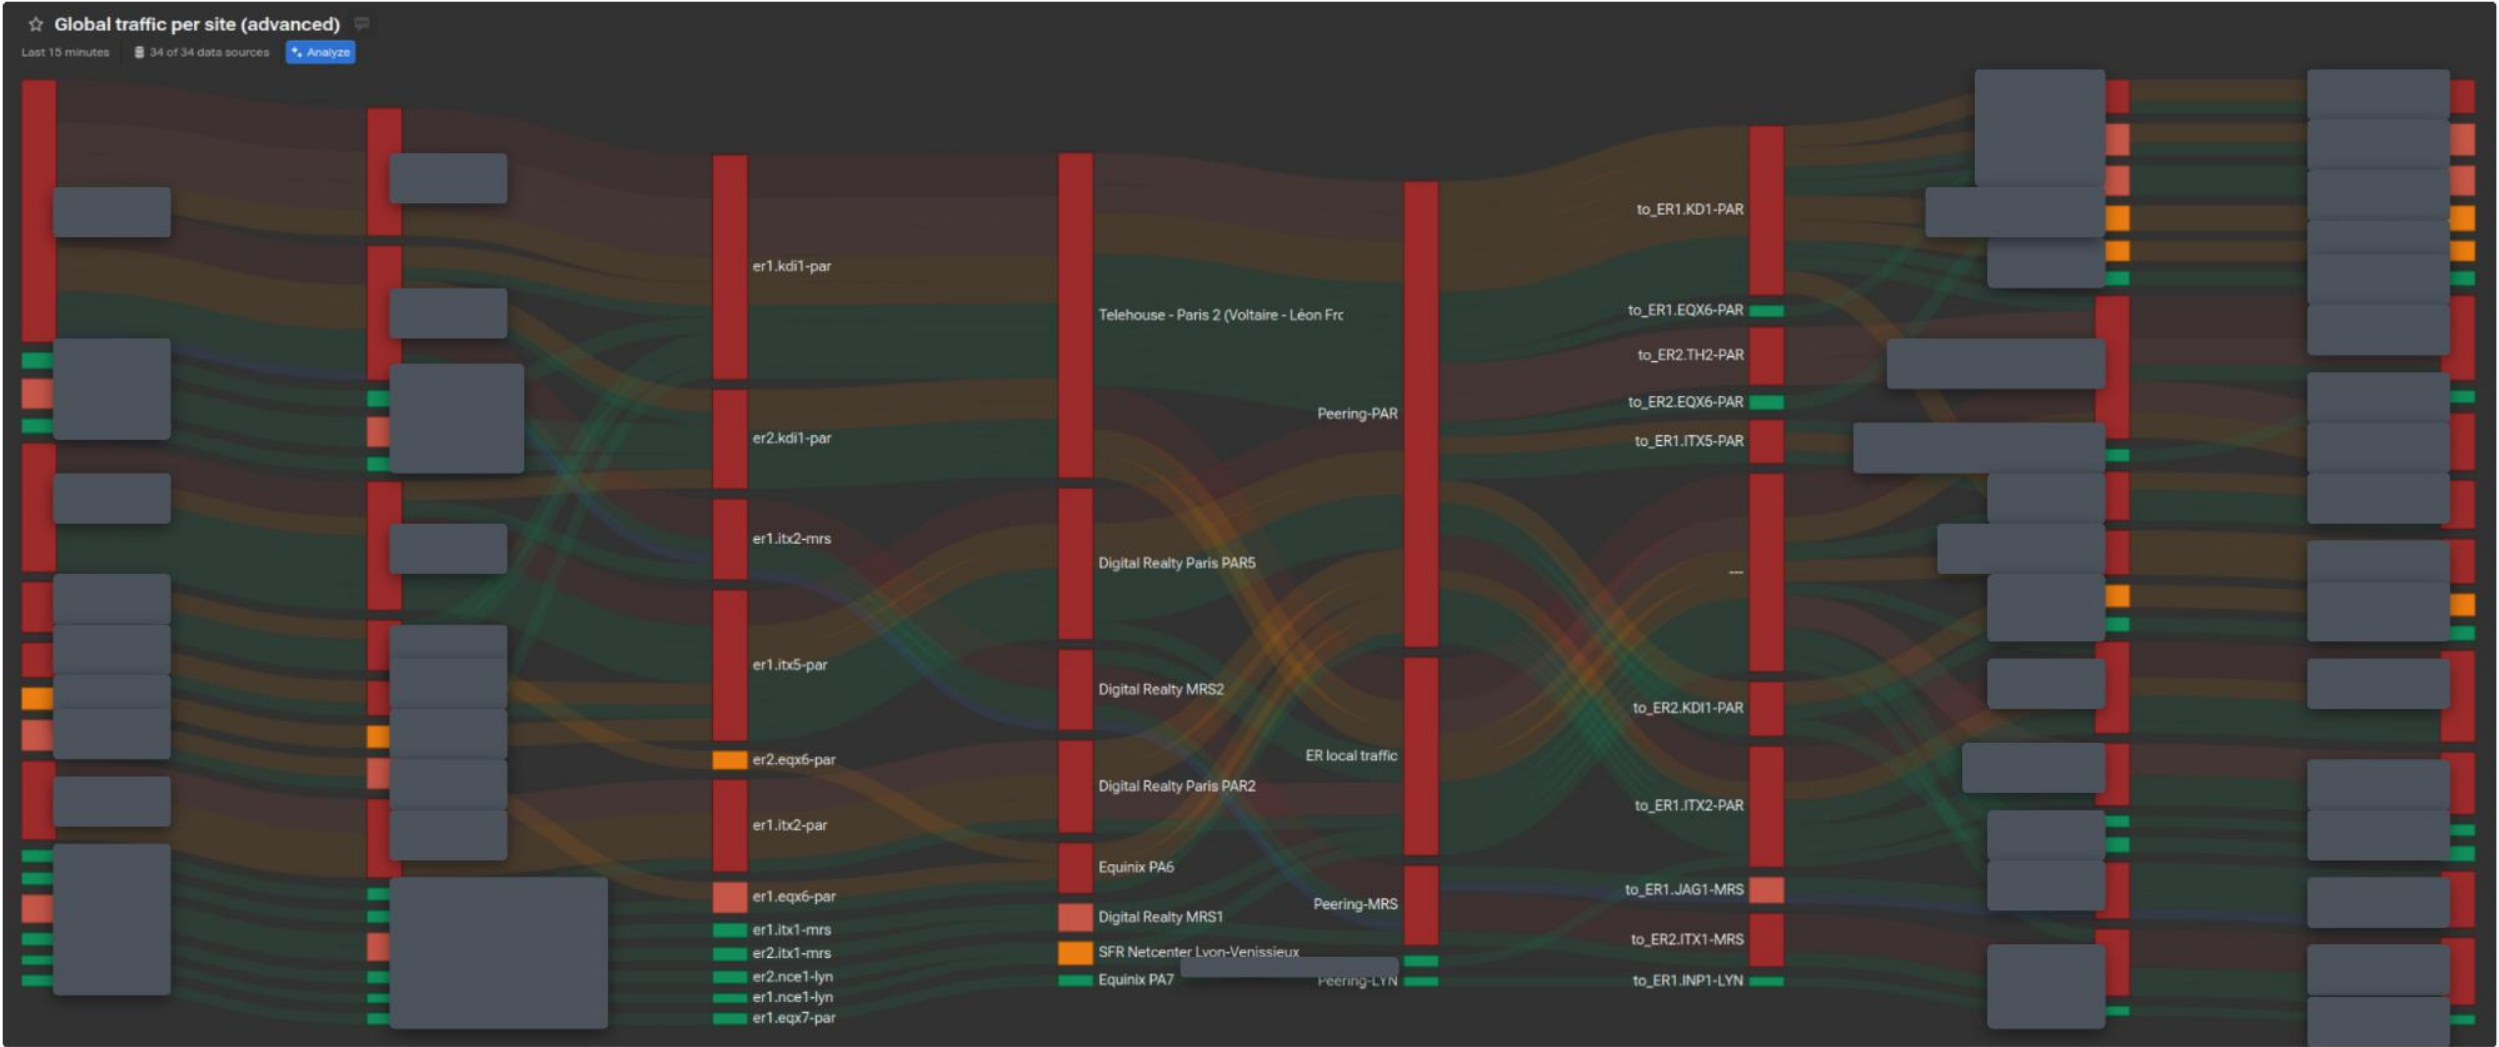 Global traffic per site (advanced)
Last 15 minutes
34 of 34 data sources
Analyze
er1.kdi1-par
er2.kdi1-par
er1.itx2-mrs
er1.itx5-par
er2.eqx6-par
er1.itx2-par
er1.eqx6-par
er1.itx1-mrs
er2.itx1-mrs
er2.nce1-lyn
er1.nce1-lyn
er1.eqx7-par
Telehouse - Paris 2 (Voltaire - Léon Frc
Digital Realty Paris PAR5
Digital Realty MRS2
Digital Realty Paris PAR2
Equinix PA6
Digital Realty MRS1
SFR Netcenter Lyon-Venissieux
Equinix PA7
Peering-PAR
ER local traffic
Peering-MRS
Peering-LYN
to_ER1.KD1-PAR
to_ER1.EQX6-PAR
to_ER2.TH2-PAR
to_ER2.EQX6-PAR
to_ER1.ITX5-PAR
---
to_ER2.KDI1-PAR
to_ER1.ITX2-PAR
to_ER1.JAG1-MRS
to_ER2.ITX1-MRS
to_ER1.INP1-LYN